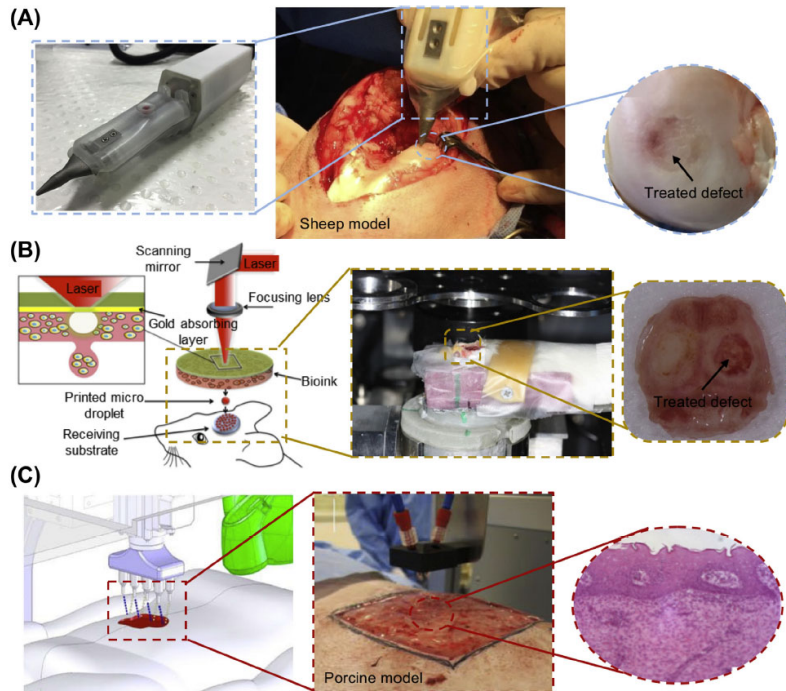 (A)
Sheep model
Treated defect
(B)
Scanning
mirror
Laser
Laser
Focusing lens
Gold absorbing
layer
Bioink
Printed micro
droplet
Receiving
substrate
Treated defect
(C)
Porcine model